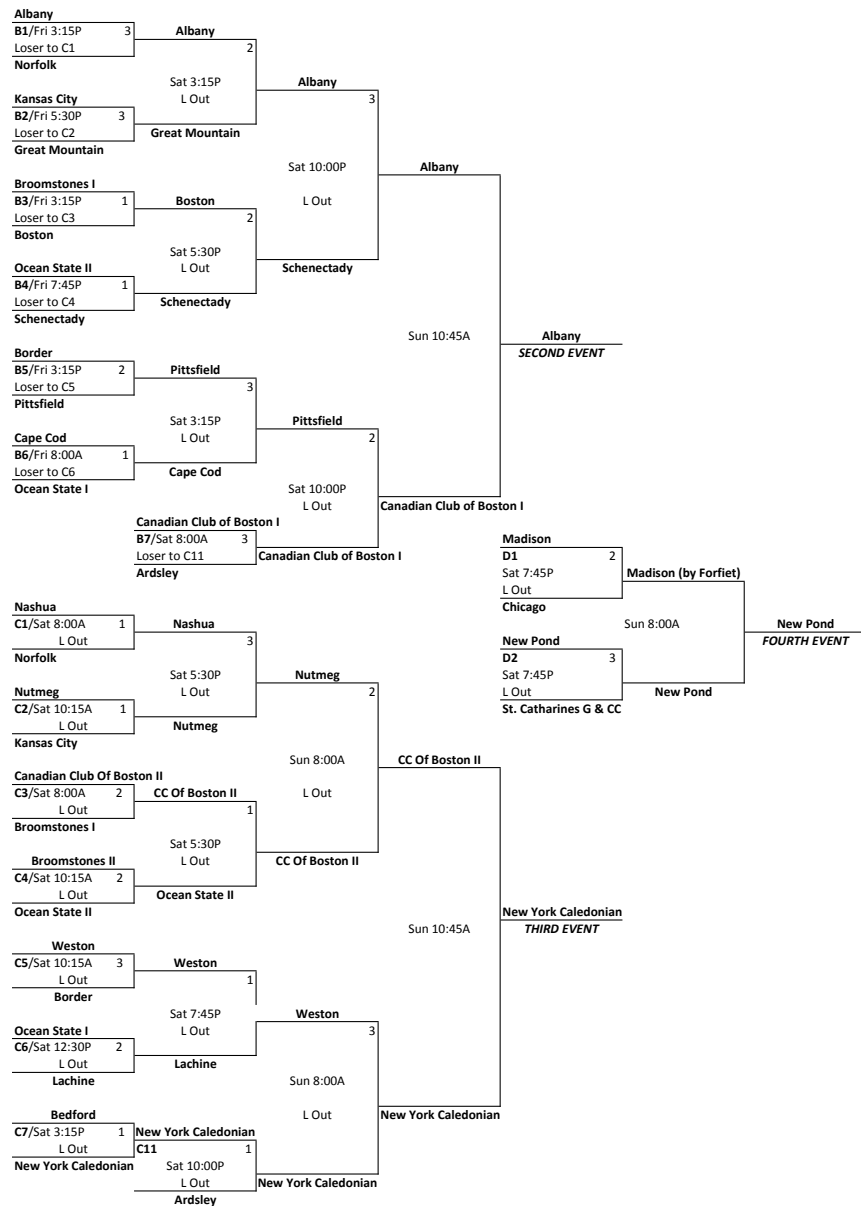 Albany
B1/Fri 3:15P 3 Albany
Loser to C1 2
Norfolk
Sat 3:15P Albany
Kansas City L Out 3
B2/Fri 5:30P 3
Loser to C2 Great Mountain
Great Mountain
Sat 10:00P Albany
Broomstones I
B3/Fri 3:15P 1 Boston L Out
Loser to C3 2
Boston
Sat 5:30P
Ocean State II L Out Schenectady
B4/Fri 7:45P 1
Loser to C4 Schenectady
Schenectady
Sun 10:45A Albany
Border SECOND EVENT
B5/Fri 3:15P 2 Pittsfield
Loser to C5 3
Pittsfield
Sat 3:15P Pittsfield
Cape Cod L Out 2
B6/Fri 8:00A 1
Loser to C6 Cape Cod
Ocean State I Sat 10:00P
L Out Canadian Club of Boston I
Canadian Club of Boston I
B7/Sat 8:00A 3
Loser to C11 Canadian Club of Boston I
Ardsley
Madison
D1 2
Sat 7:45P Madison (by Forfiet)
L Out
Chicago
Sun 8:00A New Pond
FOURTH EVENT
New Pond
D2 3
Sat 7:45P
L Out New Pond
St. Catharines G & CC
Nashua
C1/Sat 8:00A 1 Nashua
L Out 3
Norfolk
Sat 5:30P Nutmeg
Nutmeg L Out 2
C2/Sat 10:15A 1
L Out Nutmeg
Kansas City
Sun 8:00A CC Of Boston II
Canadian Club Of Boston II
C3/Sat 8:00A 2 CC Of Boston II L Out
L Out 1
Broomstones I
Sat 5:30P
Broomstones II L Out CC Of Boston II
C4/Sat 10:15A 2
L Out Ocean State II
Ocean State II
Sun 10:45A New York Caledonian
THIRD EVENT
Weston
C5/Sat 10:15A 3 Weston
L Out 1
Border
Sat 7:45P Weston
Ocean State I L Out 3
C6/Sat 12:30P 2
L Out Lachine
Lachine
Sun 8:00A
L Out New York Caledonian
Bedford
C7/Sat 3:15P 1 New York Caledonian
L Out C11 1
New York Caledonian
Sat 10:00P
L Out New York Caledonian
Ardsley